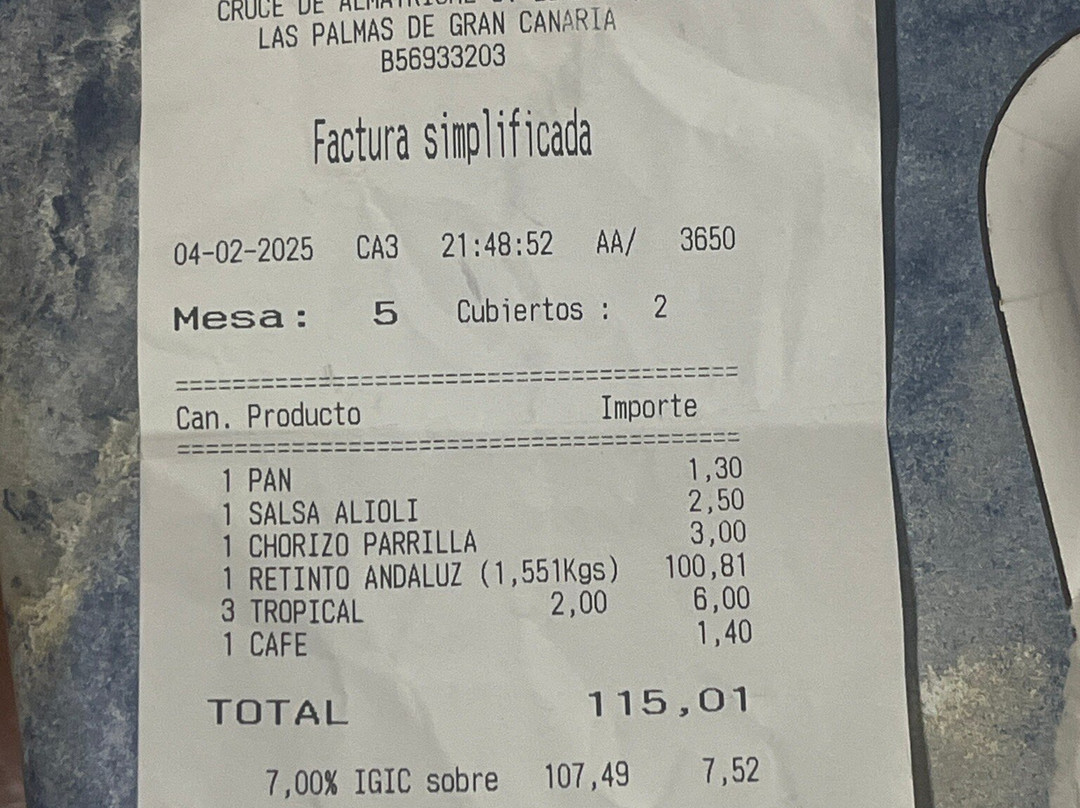 CRUCE DE
LAS PALMAS DE GRAN CANARIA
B56933203
Factura simplificada
04-02-2025 CA3 21:48:52 AA/ 3650
Mesa: 5 Cubiertos : 2
========================================
Can. Producto Importe
========================================
1 PAN 1,30
1 SALSA ALIOLI 2,50
1 CHORIZO PARRILLA 3,00
1 RETINTO ANDALUZ (1,551Kgs) 100,81
3 TROPICAL 2,00 6,00
1 CAFE 1,40
TOTAL 115,01
7,00% IGIC sobre 107,49 7,52